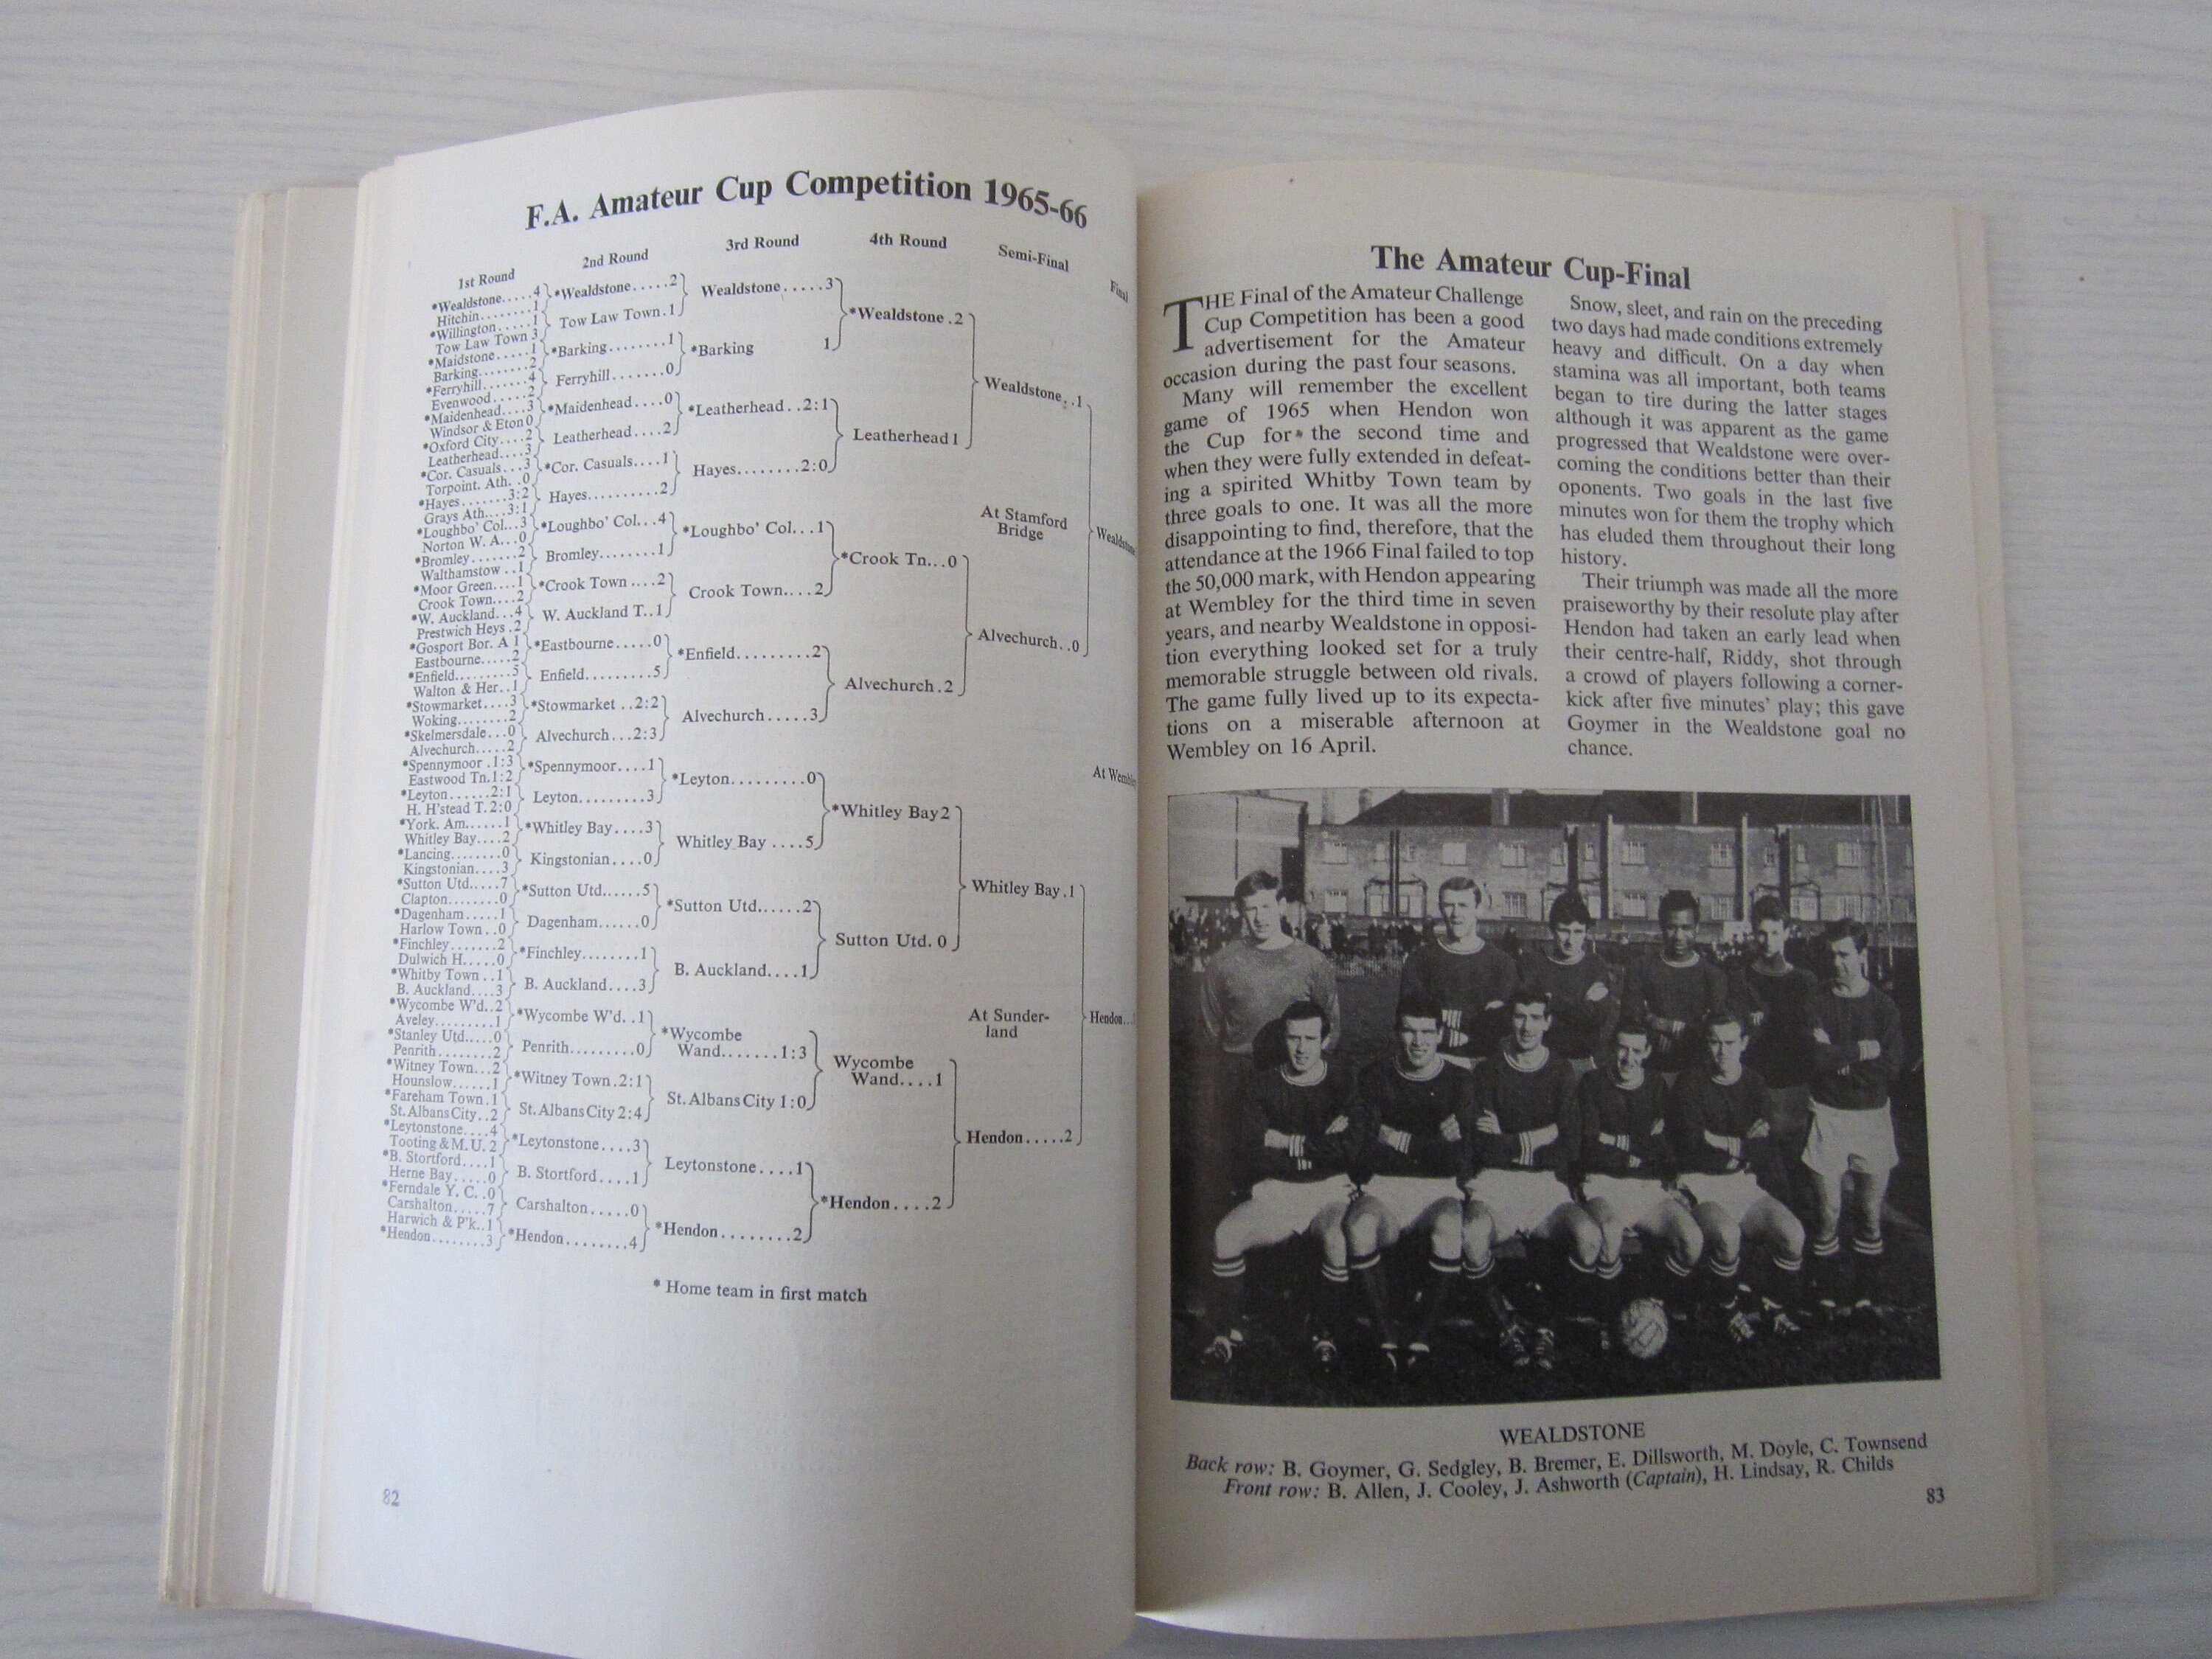 F.A. Amateur Cup Competition 1965-66
1st Round
2nd Round
3rd Round
4th Round
Semi-Final
Final
*Wealdstone.....4
Hitchin........1
*Willington.....1
Tow Law Town 3
*Maidstone.....1
Barking........2
*Ferryhill.......4
Evenwood.....2
*Maidenhead....3
Windsor & Eton 0
*Oxford City....2
Leatherhead....3
*Cor. Casuals...3
Torpoint. Ath. .0
*Hayes.......3:2
Grays Ath....3:1
*Loughbo' Col...3
Norton W. A...0
*Bromley.......2
Walthamstow ..1
*Moor Green....1
Crook Town....2
*W. Auckland...4
Prestwich Heys .2
*Gosport Bor. A 1
Eastbourne.....2
*Enfield.........5
Walton & Her..1
*Stowmarket....3
Woking........2
*Skelmersdale...0
Alvechurch.....2
*Spennymoor .1:3
Eastwood Tn.1:2
*Leyton......2:1
H. H'stead T.2:0
*York. Am......1
Whitley Bay....2
*Lancing........0
Kingstonian....3
*Sutton Utd.....7
Clapton........0
*Dagenham.....1
Harlow Town..0
*Finchley.......2
Dulwich H.....0
*Whitby Town..1
B. Auckland....3
*Wycombe W'd..2
Aveley.........1
*Stanley Utd.....0
Penrith........2
*Witney Town...2
Hounslow......1
*Fareham Town.1
St. Albans City..2
*Leytonstone....4
Tooting & M. U. 2
*B. Stortford....1
Herne Bay.....0
*Ferndale Y. C. .0
Carshalton.....7
Harwich & P'k..1
*Hendon........3
*Wealdstone.....2
Tow Law Town.1
*Barking........1
Ferryhill.......0
*Maidenhead....0
Leatherhead....2
*Cor. Casuals....1
Hayes..........2
*Loughbo' Col...4
Bromley........1
*Crook Town ....2
W. Auckland T..1
*Eastbourne.....0
Enfield.........5
*Stowmarket ..2:2
Alvechurch...2:3
*Spennymoor....1
Leyton.........3
*Whitley Bay....3
Kingstonian....0
*Sutton Utd......5
Dagenham......0
*Finchley........1
B. Auckland....3
*Wycombe W'd. .1
Penrith.........0
*Witney Town.2:1
St. Albans City 2:4
*Leytonstone....3
B. Stortford....1
Carshalton.....0
*Hendon........4
Wealdstone.....3
*Barking 1
*Leatherhead..2:1
Hayes........2:0
*Loughbo' Col...1
Crook Town....2
*Enfield.........2
Alvechurch.....3
*Leyton.........0
Whitley Bay ....5
*Sutton Utd......2
B. Auckland....1
*Wycombe
Wand.......1:3
St. Albans City 1:0
Leytonstone....1
*Hendon........2
*Wealdstone.2
Leatherhead 1
*Crook Tn...0
Alvechurch.2
*Whitley Bay 2
Sutton Utd. 0
Wycombe
Wand....1
*Hendon....2
Wealdstone..1
At Stamford
Bridge
Alvechurch..0
Whitley Bay.1
At Sunder-
land
Hendon.....2
Wealdstone
At Wembley
Hendon...
* Home team in first match
82
The Amateur Cup-Final
THE Final of the Amateur Challenge
Cup Competition has been a good
advertisement for the Amateur
occasion during the past four seasons.
Many will remember the excellent
game of 1965 when Hendon won
the Cup for the second time and
when they were fully extended in defeat-
ing a spirited Whitby Town team by
three goals to one. It was all the more
disappointing to find, therefore, that the
attendance at the 1966 Final failed to top
the 50,000 mark, with Hendon appearing
at Wembley for the third time in seven
years, and nearby Wealdstone in opposi-
tion everything looked set for a truly
memorable struggle between old rivals.
The game fully lived up to its expecta-
tions on a miserable afternoon at
Wembley on 16 April.
Snow, sleet, and rain on the preceding
two days had made conditions extremely
heavy and difficult. On a day when
stamina was all important, both teams
began to tire during the latter stages
although it was apparent as the game
progressed that Wealdstone were over-
coming the conditions better than their
oponents. Two goals in the last five
minutes won for them the trophy which
has eluded them throughout their long
history.
Their triumph was made all the more
praiseworthy by their resolute play after
Hendon had taken an early lead when
their centre-half, Riddy, shot through
a crowd of players following a corner-
kick after five minutes' play; this gave
Goymer in the Wealdstone goal no
chance.
WEALDSTONE
Back row: B. Goymer, G. Sedgley, B. Bremer, E. Dillsworth, M. Doyle, C. Townsend
Front row: B. Allen, J. Cooley, J. Ashworth (Captain), H. Lindsay, R. Childs
83